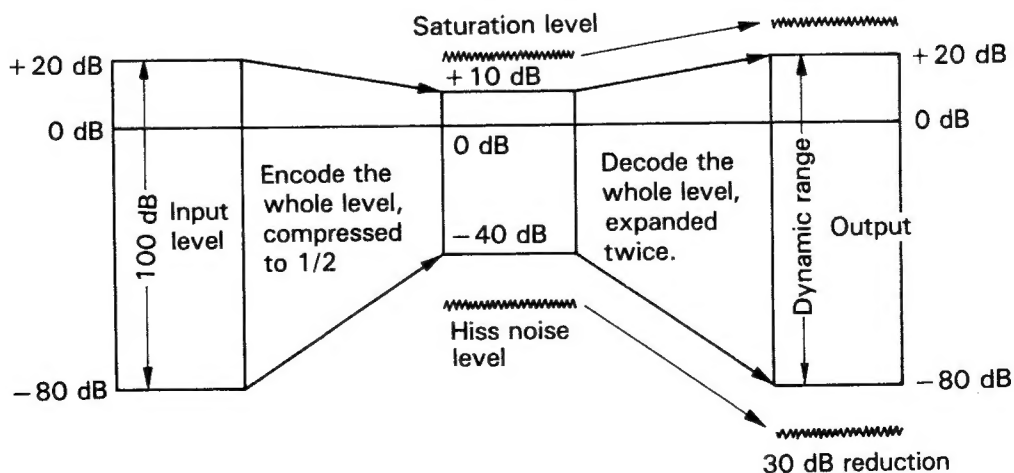 Saturation level
+20 dB
0 dB
-80 dB
100 dB
Input
level
Encode the
whole level,
compressed
to 1/2
+10 dB
0 dB
-40 dB
Hiss noise
level
Decode the
whole level,
expanded
twice.
Dynamic range
Output
+20 dB
0 dB
-80 dB
30 dB reduction